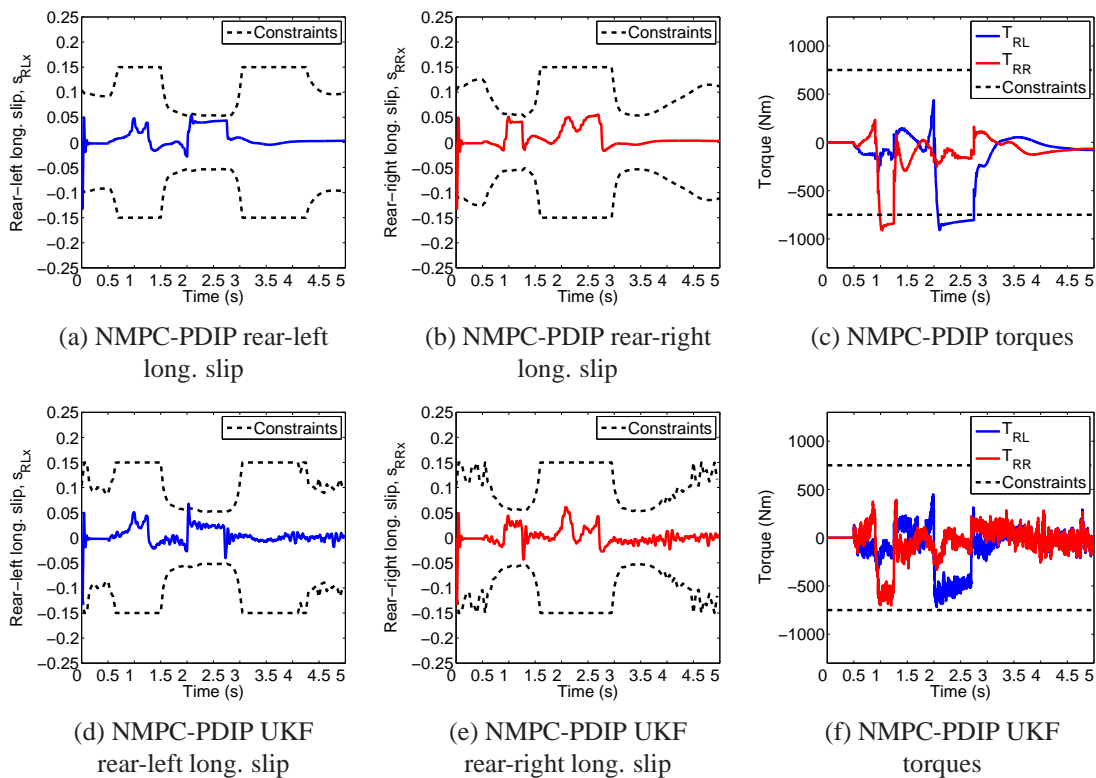 0.25
0.2
0.15
0.1
0.05
0
−0.05
−0.1
−0.15
−0.2
−0.25
Rear−left long. slip, s_RLx
Constraints
0 0.5 1 1.5 2 2.5 3 3.5 4 4.5 5
Time (s)
(a) NMPC-PDIP rear-left
long. slip
0.25
0.2
0.15
0.1
0.05
0
−0.05
−0.1
−0.15
−0.2
−0.25
Rear−right long. slip, s_RRx
Constraints
0 0.5 1 1.5 2 2.5 3 3.5 4 4.5 5
Time (s)
(b) NMPC-PDIP rear-right
long. slip
1000
500
0
−500
−1000
Torque (Nm)
T_RL
T_RR
Constraints
0 0.5 1 1.5 2 2.5 3 3.5 4 4.5 5
Time (s)
(c) NMPC-PDIP torques
0.25
0.2
0.15
0.1
0.05
0
−0.05
−0.1
−0.15
−0.2
−0.25
Rear−left long. slip, s_RLx
Constraints
0 0.5 1 1.5 2 2.5 3 3.5 4 4.5 5
Time (s)
(d) NMPC-PDIP UKF
rear-left long. slip
0.25
0.2
0.15
0.1
0.05
0
−0.05
−0.1
−0.15
−0.2
−0.25
Rear−right long. slip, s_RRx
Constraints
0 0.5 1 1.5 2 2.5 3 3.5 4 4.5 5
Time (s)
(e) NMPC-PDIP UKF
rear-right long. slip
1000
500
0
−500
−1000
Torque (Nm)
T_RL
T_RR
Constraints
0 0.5 1 1.5 2 2.5 3 3.5 4 4.5 5
Time (s)
(f) NMPC-PDIP UKF
torques